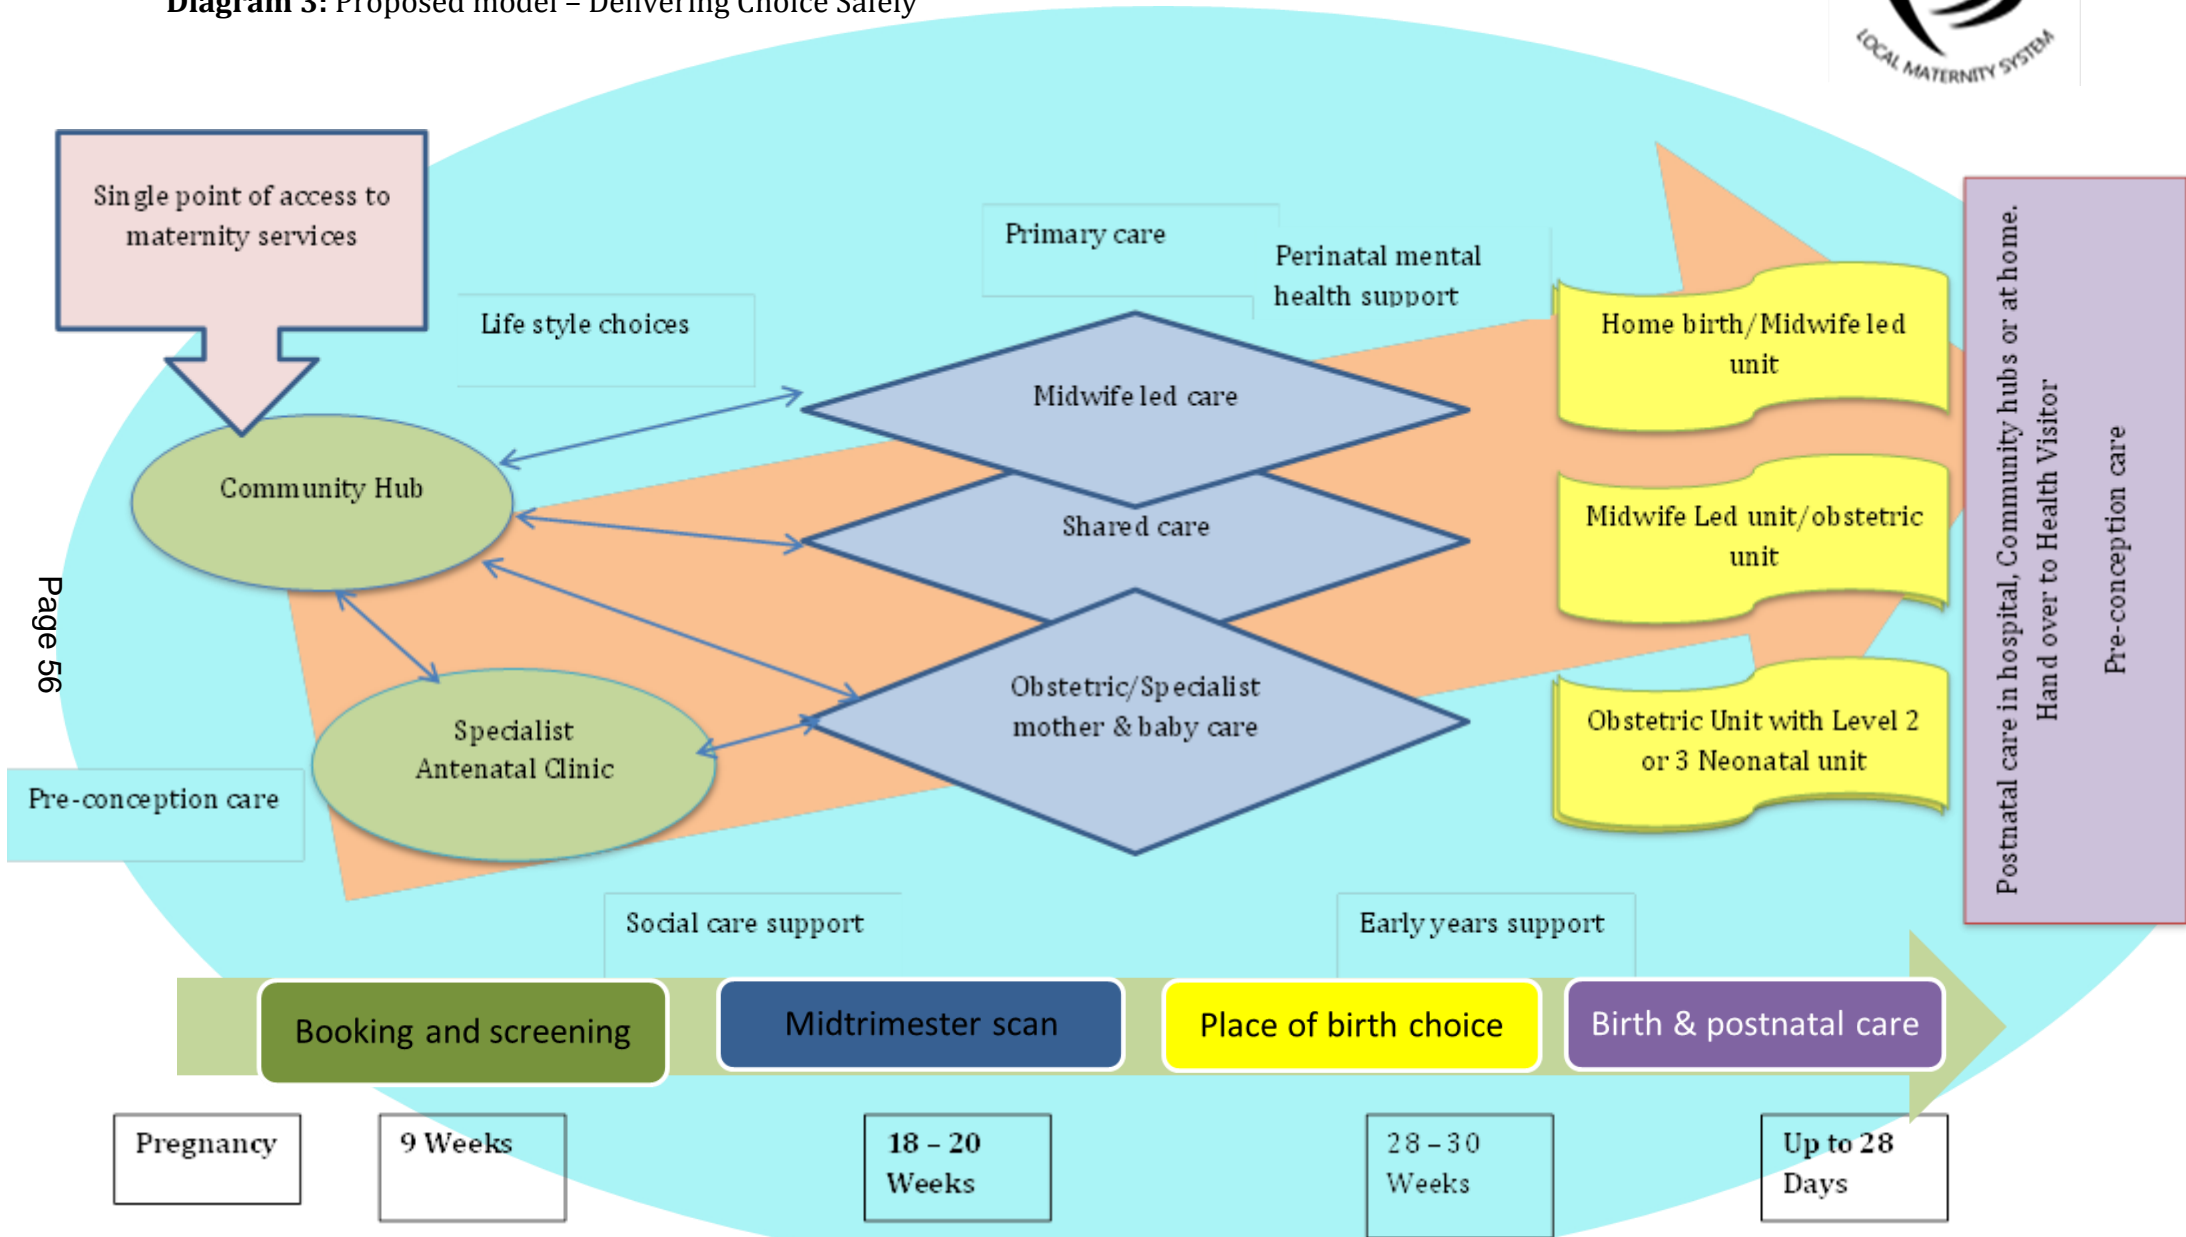 Diagram 3: Proposed model – Delivering Choice Safely
LOCAL MATERNITY SYSTEM
Single point of access to
maternity services
Primary care
Perinatal mental
health support
Life style choices
Home birth/Midwife led
unit
Midwife led care
Community Hub
Shared care
Midwife Led unit/obstetric
unit
Specialist
Antenatal Clinic
Obstetric/Specialist
mother & baby care
Obstetric Unit with Level 2
or 3 Neonatal unit
Postnatal care in hospital, Community hubs or at home.
Hand over to Health Visitor
Pre-conception care
Page 56
Pre-conception care
Social care support
Early years support
Booking and screening
Midtrimester scan
Place of birth choice
Birth & postnatal care
Pregnancy
9 Weeks
18 – 20
Weeks
28 – 30
Weeks
Up to 28
Days